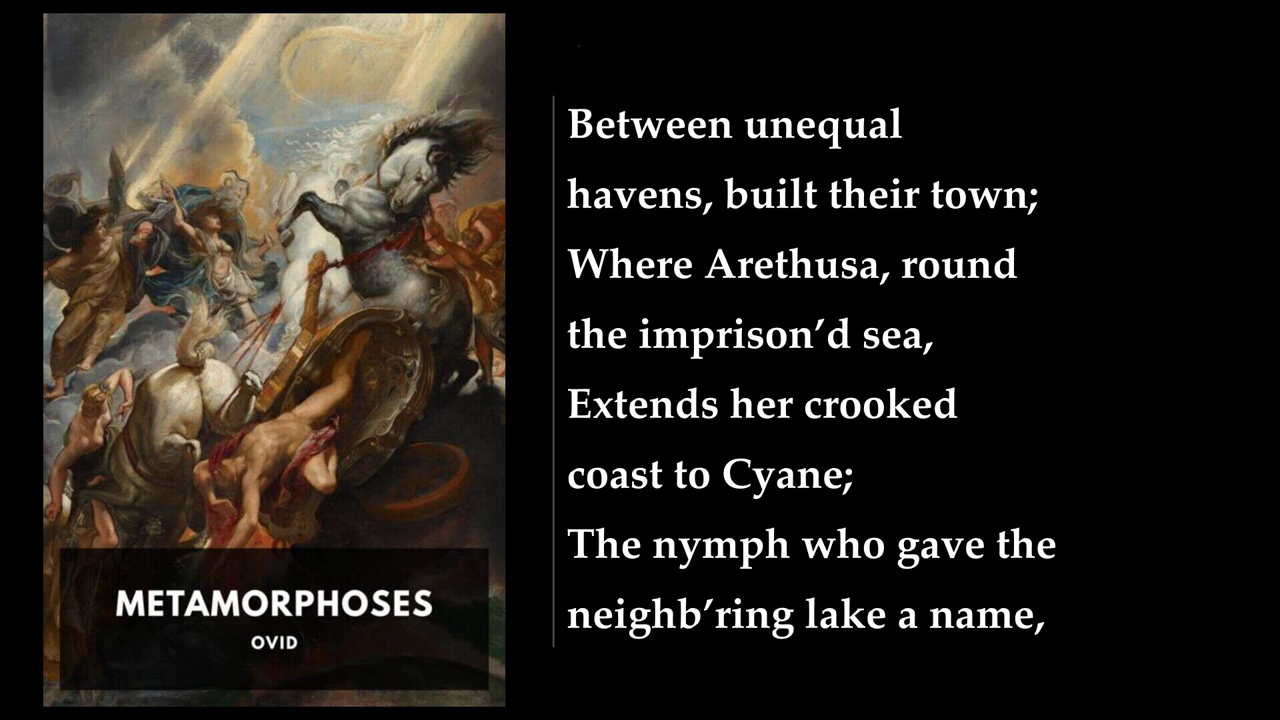 METAMORPHOSES
OVID
Between unequal
havens, built their town;
Where Arethusa, round
the imprison’d sea,
Extends her crooked
coast to Cyane;
The nymph who gave the
neighb’ring lake a name,